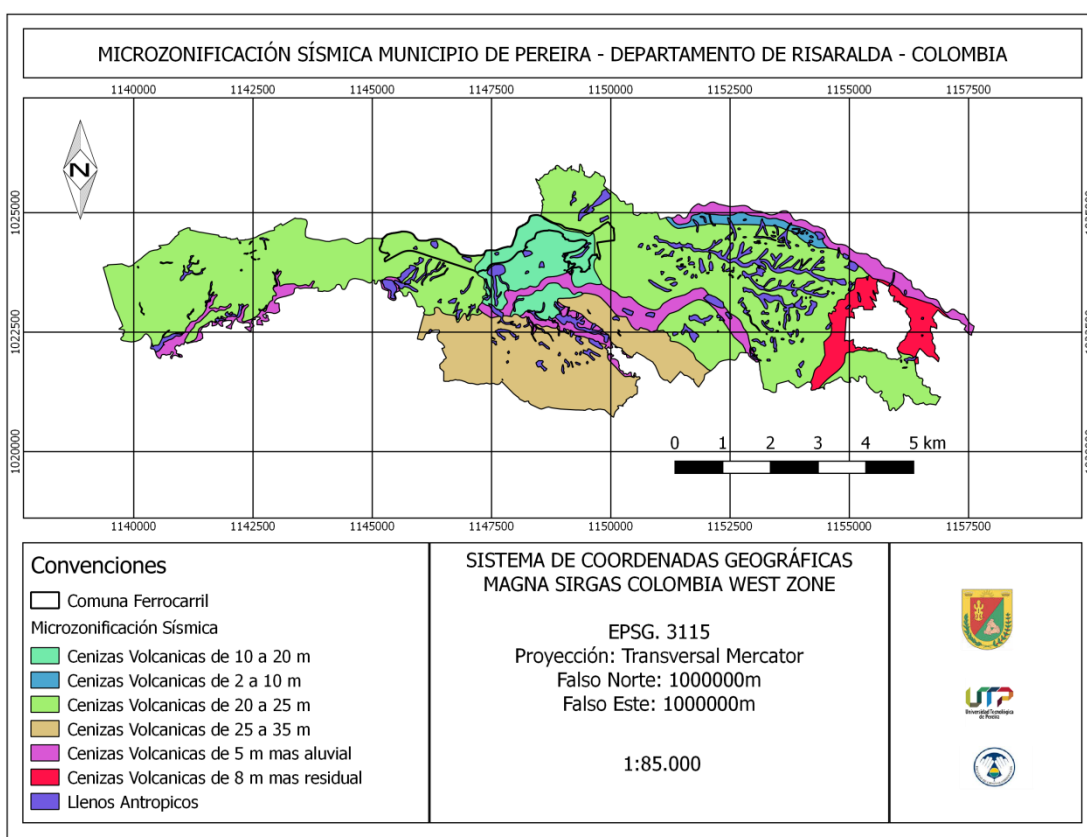 MICROZONIFICACIÓN SÍSMICA MUNICIPIO DE PEREIRA - DEPARTAMENTO DE RISARALDA - COLOMBIA
1140000 1142500 1145000 1147500 1150000 1152500 1155000 1157500
N
1025000
1022500
1020000
0 1 2 3 4 5 km
1140000 1142500 1145000 1147500 1150000 1152500 1155000 1157500
Convenciones
Comuna Ferrocarril
Microzonificación Sísmica
Cenizas Volcanicas de 10 a 20 m
Cenizas Volcanicas de 2 a 10 m
Cenizas Volcanicas de 20 a 25 m
Cenizas Volcanicas de 25 a 35 m
Cenizas Volcanicas de 5 m mas aluvial
Cenizas Volcanicas de 8 m mas residual
Llenos Antropicos
SISTEMA DE COORDENADAS GEOGRÁFICAS
MAGNA SIRGAS COLOMBIA WEST ZONE
EPSG. 3115
Proyección: Transversal Mercator
Falso Norte: 1000000m
Falso Este: 1000000m
1:85.000
UTP
Universidad Tecnológica
de Pereira